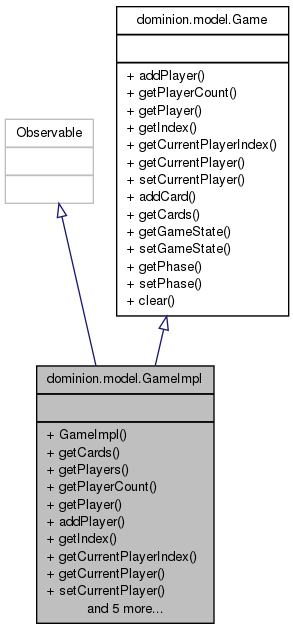 dominion.model.Game
+ addPlayer()
+ getPlayerCount()
+ getPlayer()
+ getIndex()
+ getCurrentPlayerIndex()
+ getCurrentPlayer()
+ setCurrentPlayer()
+ addCard()
+ getCards()
+ getGameState()
+ setGameState()
+ getPhase()
+ setPhase()
+ clear()
Observable
dominion.model.GameImpl
+ GameImpl()
+ getCards()
+ getPlayers()
+ getPlayerCount()
+ getPlayer()
+ addPlayer()
+ getIndex()
+ getCurrentPlayerIndex()
+ getCurrentPlayer()
+ setCurrentPlayer()
and 5 more...